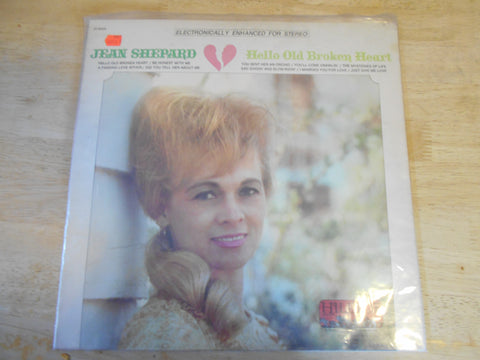 ELECTRONICALLY ENHANCED FOR STEREO
JEAN SHEPARD
Hello Old Broken Heart
HELLO OLD BROKEN HEART / BE HONEST WITH ME
A PASSING LOVE AFFAIR / DID YOU TELL HER ABOUT ME
YOU SENT HER AN ORCHID / YOU'LL COME CRAWLIN' / THE MYSTERIES OF LIFE
SAD SINGIN' AND SLOW RIDIN' / I MARRIED YOU FOR LOVE / JUST GIVE ME LOVE